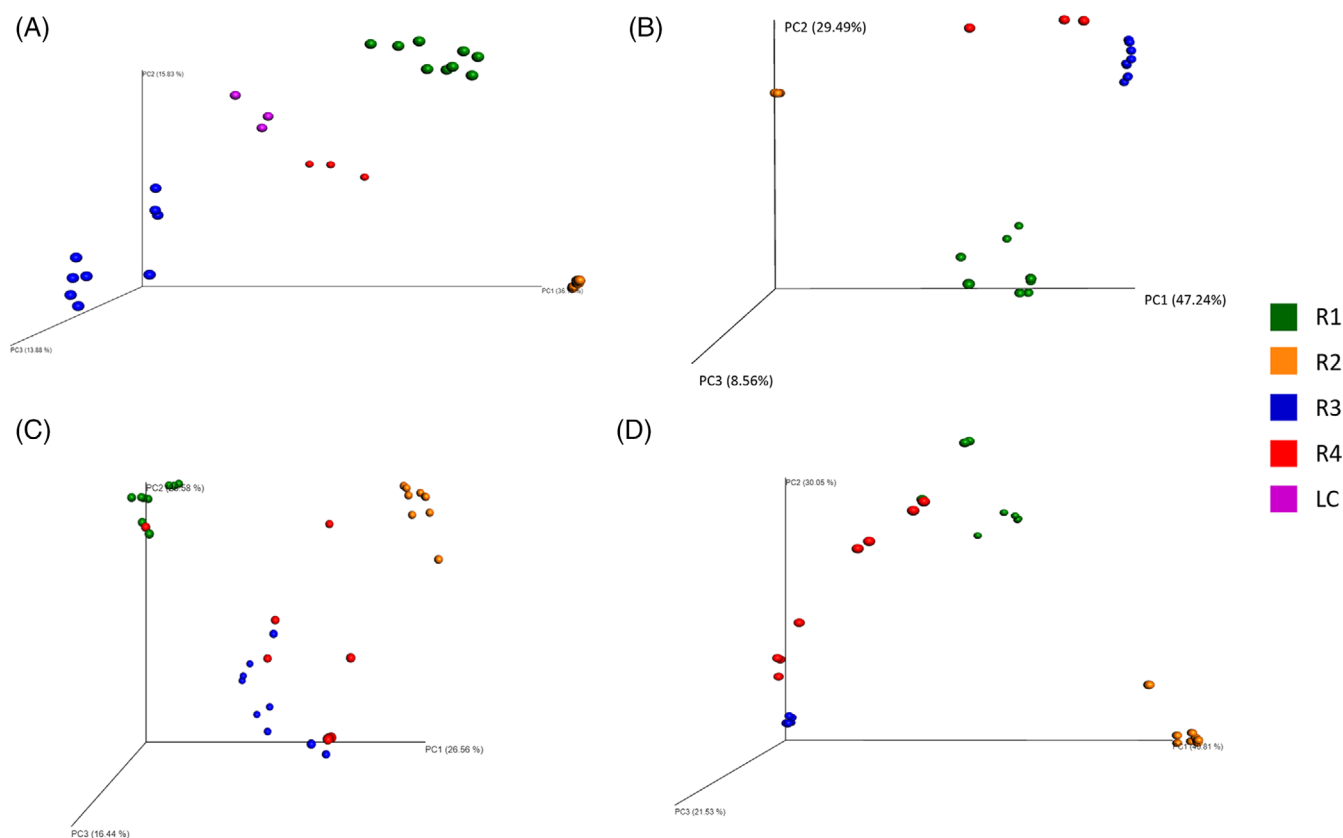 (A)
PC2 (15.83 %)
PC3 (13.88 %)
(B)
PC2 (29.49%)
PC1 (47.24%)
PC3 (8.56%)
R1
R2
R3
R4
LC
(C)
PC1 (26.56 %)
PC3 (16.44 %)
(D)
PC2 (30.05 %)
PC3 (21.53 %)